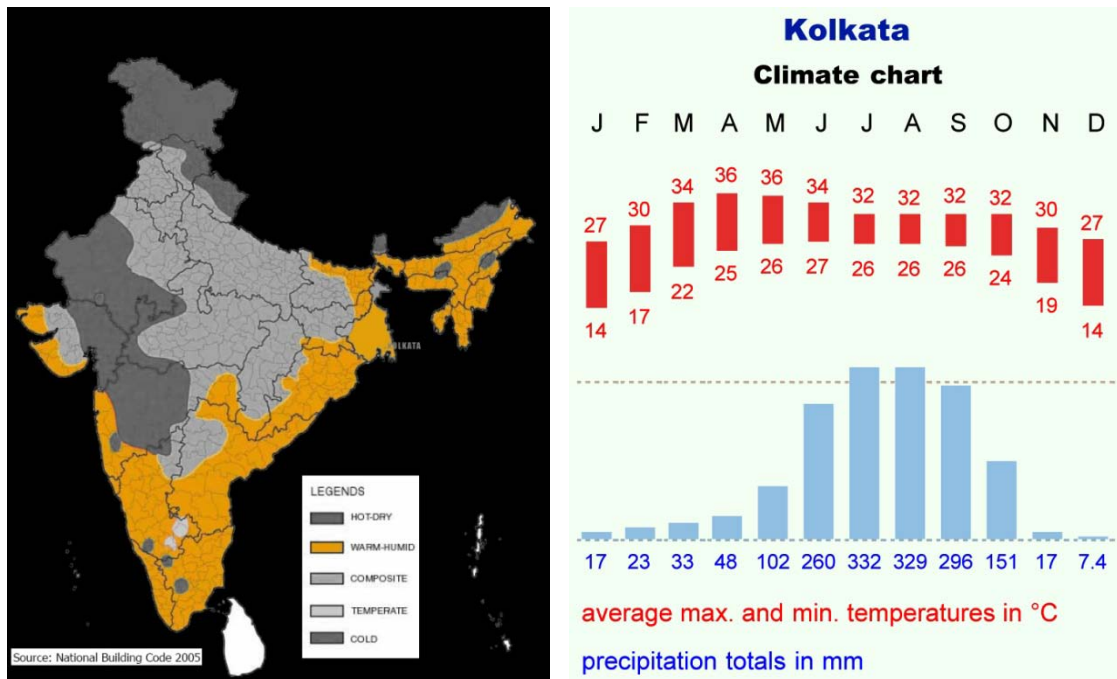 KOLKATA
LEGENDS
HOT-DRY
WARM-HUMID
COMPOSITE
TEMPERATE
COLD
Source: National Building Code 2005
Kolkata
Climate chart
J F M A M J J A S O N D
27 30 34 36 36 34 32 32 32 32 30 27
14 17 22 25 26 27 26 26 26 24 19 14
17 23 33 48 102 260 332 329 296 151 17 7.4
average max. and min. temperatures in °C
precipitation totals in mm